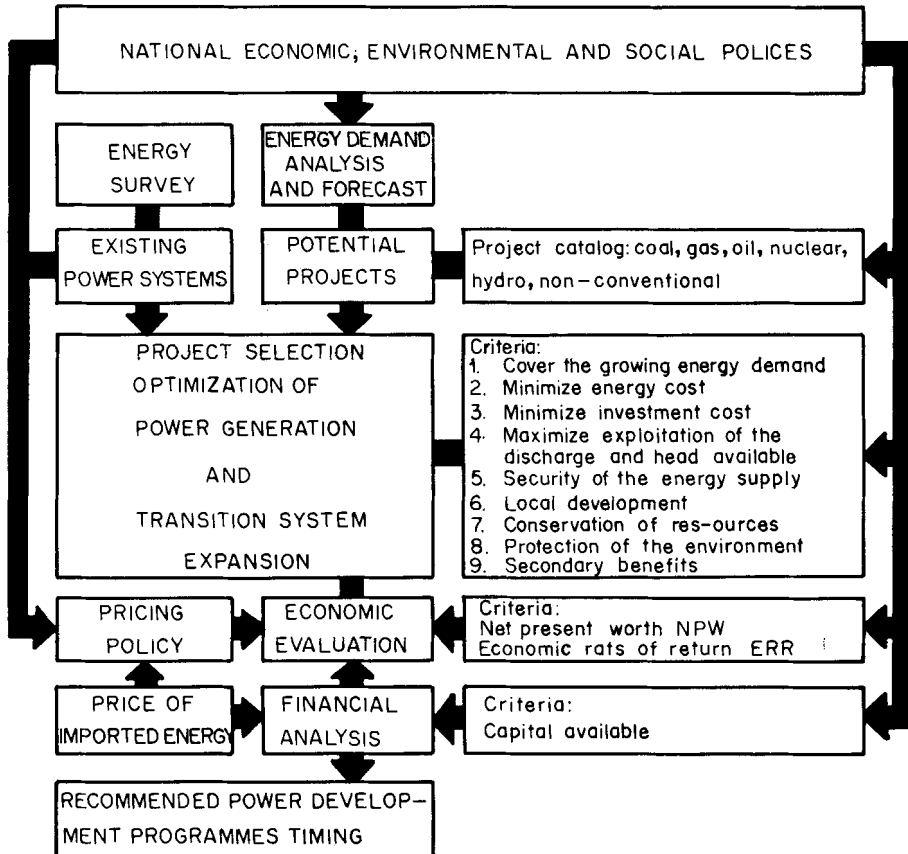 NATIONAL ECONOMIC, ENVIRONMENTAL AND SOCIAL POLICES
ENERGY
SURVEY
ENERGY DEMAND
ANALYSIS
AND FORECAST
EXISTING
POWER SYSTEMS
POTENTIAL
PROJECTS
Project catalog: coal, gas, oil, nuclear,
hydro, non-conventional
PROJECT SELECTION
OPTIMIZATION OF
POWER GENERATION
AND
TRANSITION SYSTEM
EXPANSION
Criteria:
1. Cover the growing energy demand
2. Minimize energy cost
3. Minimize investment cost
4. Maximize exploitation of the
discharge and head available
5. Security of the energy supply
6. Local development
7. Conservation of res-ources
8. Protection of the environment
9. Secondary benefits
PRICING
POLICY
ECONOMIC
EVALUATION
Criteria:
Net present worth NPW
Economic rats of return ERR
PRICE OF
IMPORTED ENERGY
FINANCIAL
ANALYSIS
Criteria:
Capital available
RECOMMENDED POWER DEVELOP-
MENT PROGRAMMES TIMING